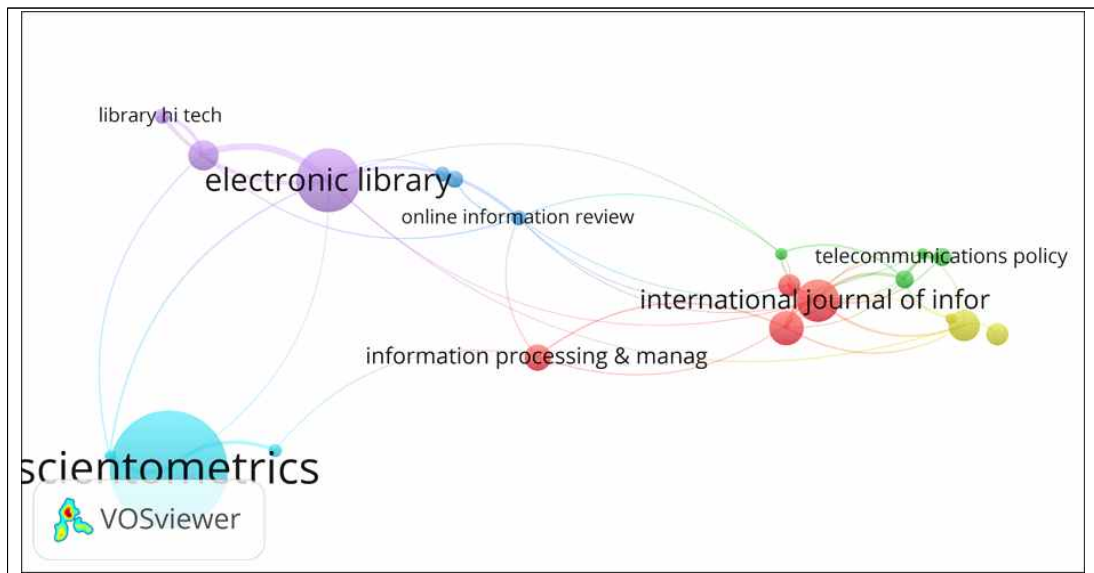 library hi tech
electronic library
online information review
telecommunications policy
international journal of infor
information processing & manag
scientometrics
VOSviewer